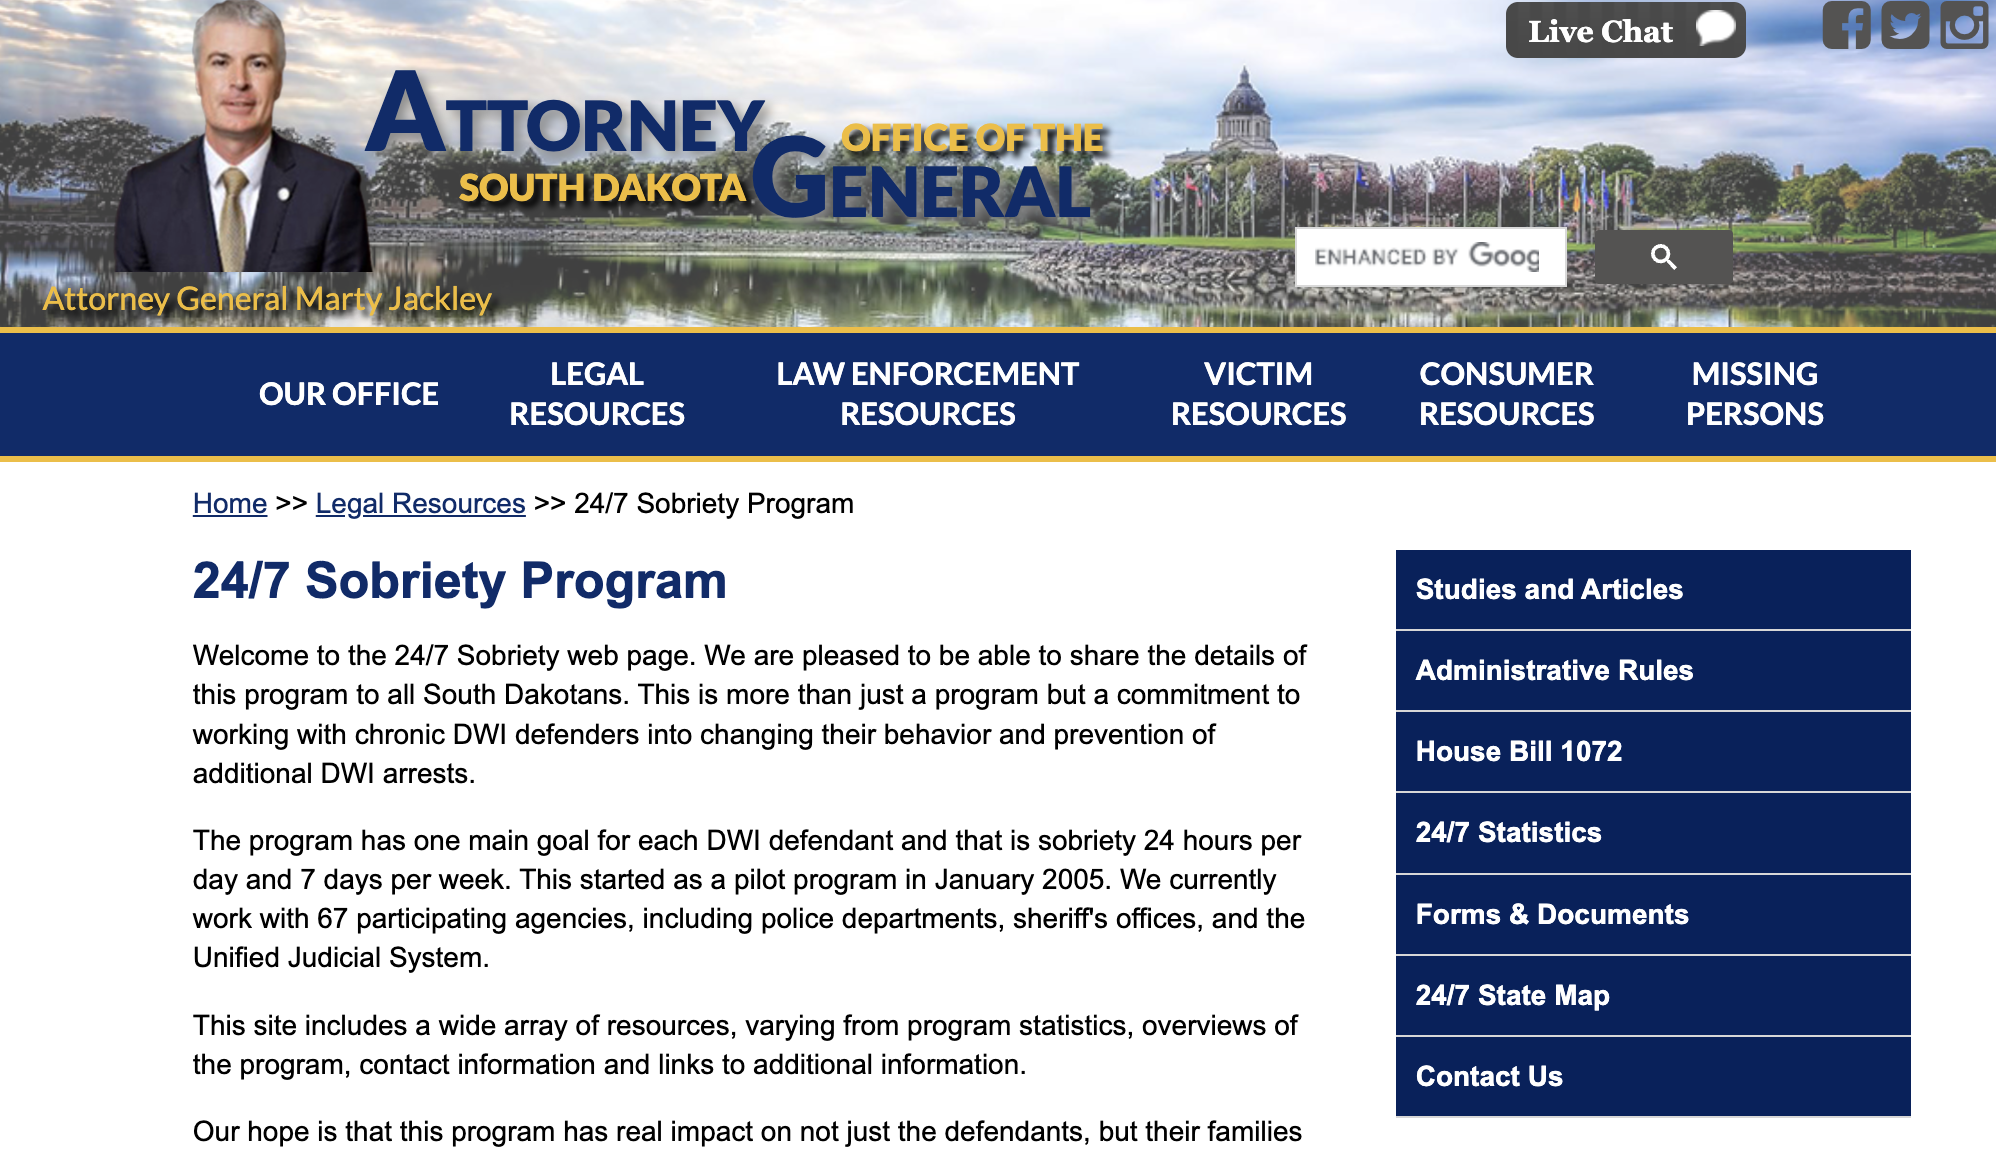 Live Chat
ATTORNEY
OFFICE OF THE
SOUTH DAKOTA
GENERAL
ENHANCED BY Goog
Attorney General Marty Jackley
OUR OFFICE
LEGAL
RESOURCES
LAW ENFORCEMENT
RESOURCES
VICTIM
RESOURCES
CONSUMER
RESOURCES
MISSING
PERSONS
Home >> Legal Resources >> 24/7 Sobriety Program
24/7 Sobriety Program
Welcome to the 24/7 Sobriety web page. We are pleased to be able to share the details of
this program to all South Dakotans. This is more than just a program but a commitment to
working with chronic DWI defenders into changing their behavior and prevention of
additional DWI arrests.
The program has one main goal for each DWI defendant and that is sobriety 24 hours per
day and 7 days per week. This started as a pilot program in January 2005. We currently
work with 67 participating agencies, including police departments, sheriff's offices, and the
Unified Judicial System.
This site includes a wide array of resources, varying from program statistics, overviews of
the program, contact information and links to additional information.
Our hope is that this program has real impact on not just the defendants, but their families
Studies and Articles
Administrative Rules
House Bill 1072
24/7 Statistics
Forms & Documents
24/7 State Map
Contact Us